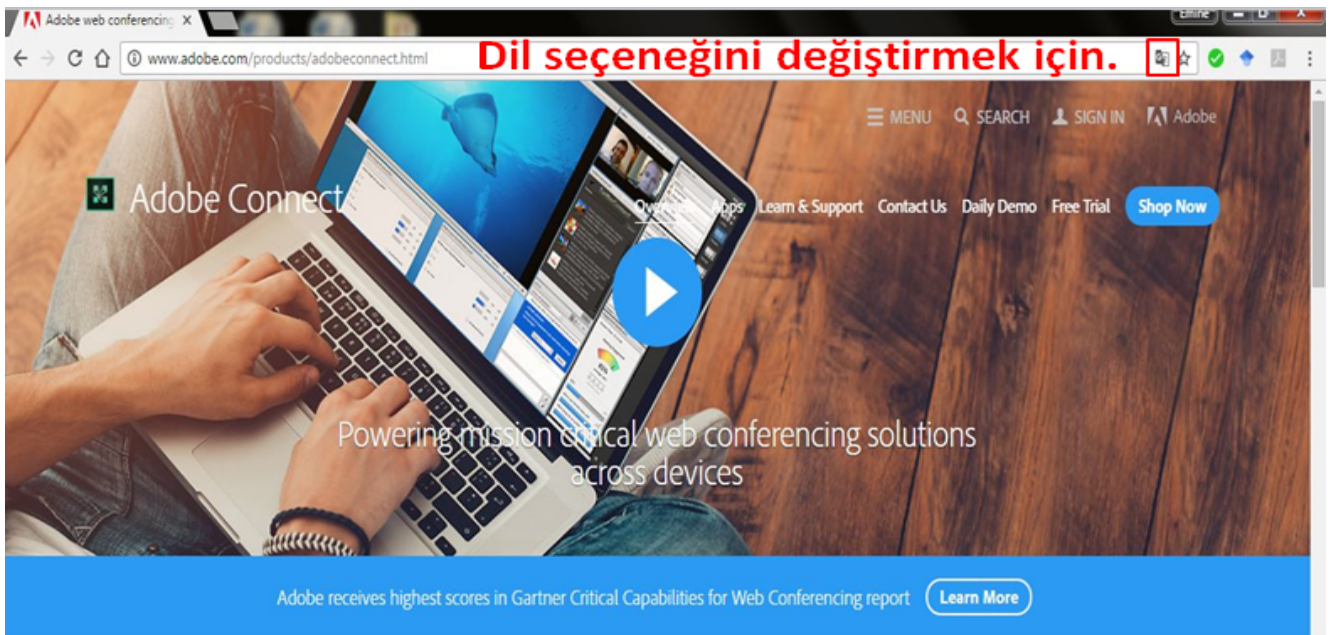 Adobe web conferencing
Emine
www.adobe.com/products/adobeconnect.html
Dil seçeneğini değiştirmek için.
MENU SEARCH SIGN IN Adobe
Adobe Connect
Overview Apps Learn & Support Contact Us Daily Demo Free Trial Shop Now
Powering mission critical web conferencing solutions
across devices
Adobe receives highest scores in Gartner Critical Capabilities for Web Conferencing report Learn More